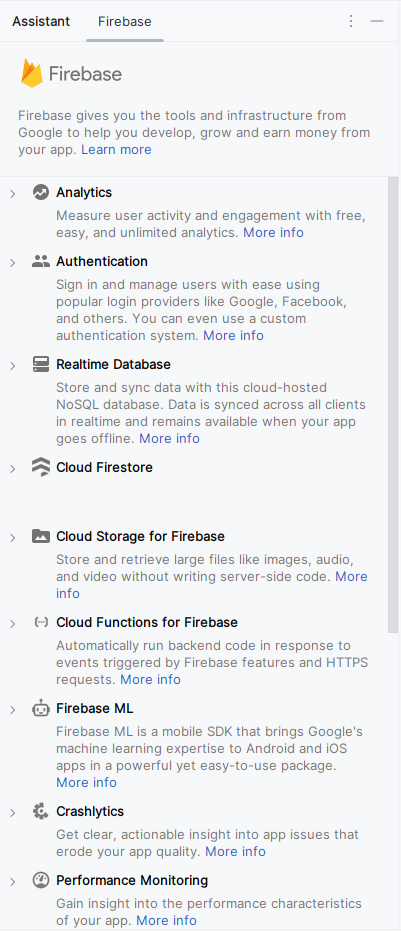 Assistant Firebase
Firebase
Firebase gives you the tools and infrastructure from
Google to help you develop, grow and earn money from
your app. Learn more
Analytics
Measure user activity and engagement with free,
easy, and unlimited analytics. More info
Authentication
Sign in and manage users with ease using
popular login providers like Google, Facebook,
and others. You can even use a custom
authentication system. More info
Realtime Database
Store and sync data with this cloud-hosted
NoSQL database. Data is synced across all clients
in realtime and remains available when your app
goes offline. More info
Cloud Firestore
Cloud Storage for Firebase
Store and retrieve large files like images, audio,
and video without writing server-side code. More
info
Cloud Functions for Firebase
Automatically run backend code in response to
events triggered by Firebase features and HTTPS
requests. More info
Firebase ML
Firebase ML is a mobile SDK that brings Google's
machine learning expertise to Android and iOS
apps in a powerful yet easy-to-use package.
More info
Crashlytics
Get clear, actionable insight into app issues that
erode your app quality. More info
Performance Monitoring
Gain insight into the performance characteristics
of your app. More info